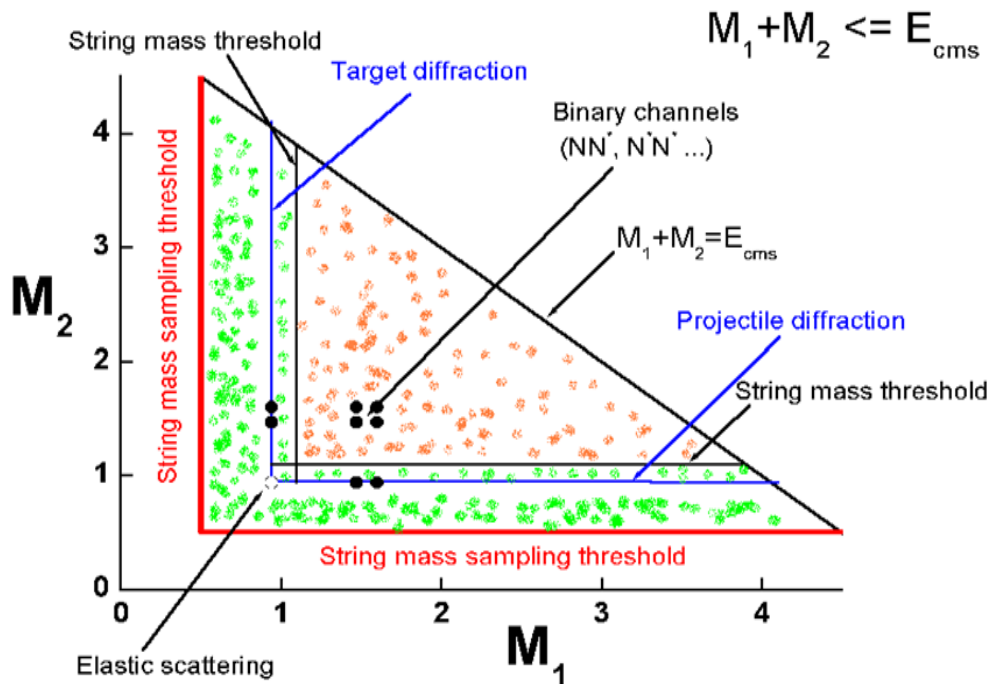 String mass threshold
M₁+M₂ <= E_cms
Target diffraction
Binary channels
(NN*, N*N* ...)
4
String mass sampling threshold
3
M₁+M₂=E_cms
M₂
Projectile diffraction
2
String mass threshold
1
String mass sampling threshold
0
0
1
2
3
4
Elastic scattering
M₁